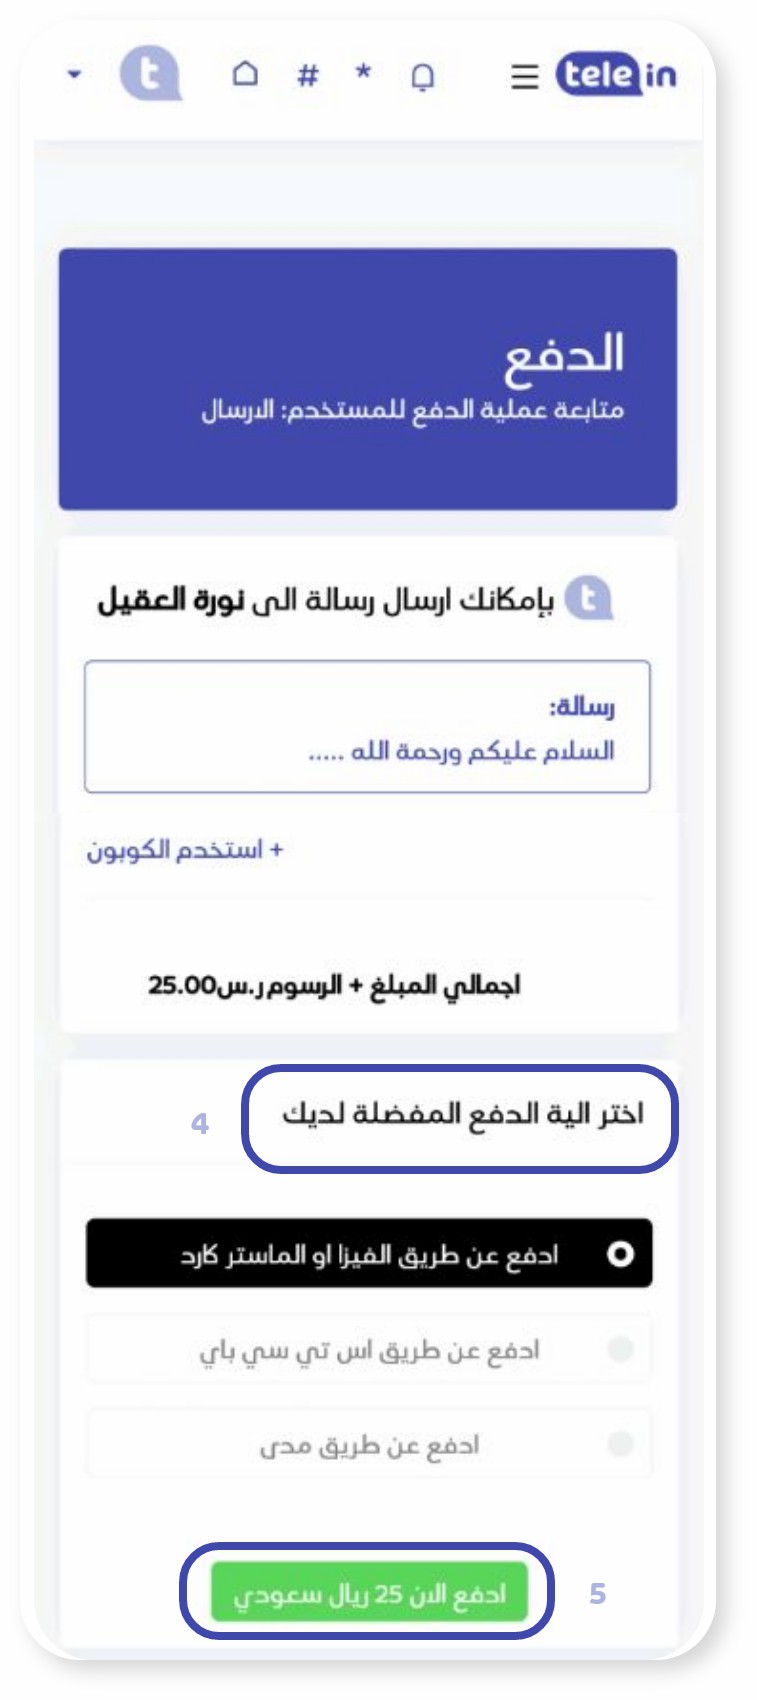 tele in
# *
t
الدفع
متابعة عملية الدفع للمستخدم: الارسال
t بإمكانك ارسال رسالة الى نورة العقيل
رسالة:
السلام عليكم ورحمة الله .....
+ استخدم الكوبون
اجمالي المبلغ + الرسوم ر.س25.00
اختر الية الدفع المفضلة لديك
4
ادفع عن طريق الفيزا او الماستر كارد
ادفع عن طريق اس تي سي باي
ادفع عن طريق مدى
ادفع الان 25 ريال سعودي
5